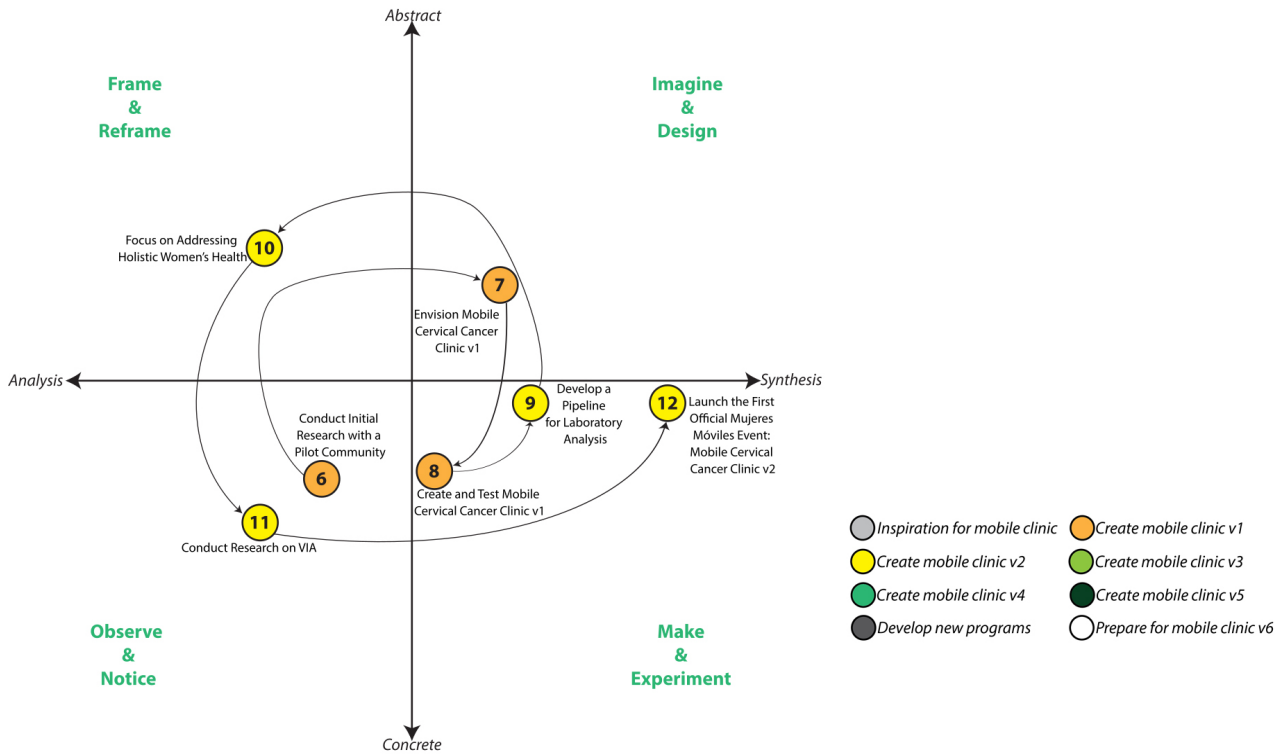 Abstract
Frame
&
Reframe
Imagine
&
Design
10
Focus on Addressing
Holistic Women's Health
7
Envision Mobile
Cervical Cancer
Clinic v1
Analysis
Synthesis
9
Develop a
Pipeline
for Laboratory
Analysis
12
Launch the First
Official Mujeres
Móviles Event:
Mobile Cervical
Cancer Clinic v2
Conduct Initial
Research with a
Pilot Community
6
8
Create and Test Mobile
Cervical Cancer Clinic v1
11
Conduct Research on VIA
Inspiration for mobile clinic
Create mobile clinic v1
Create mobile clinic v2
Create mobile clinic v3
Create mobile clinic v4
Create mobile clinic v5
Develop new programs
Prepare for mobile clinic v6
Observe
&
Notice
Make
&
Experiment
Concrete